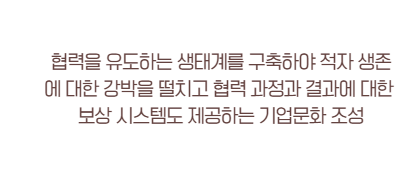 협력을 유도하는 생태계를 구축하야 적자 생존
에 대한 강박을 떨치고 협력 과정과 결과에 대한
보상 시스템도 제공하는 기업문화 조성